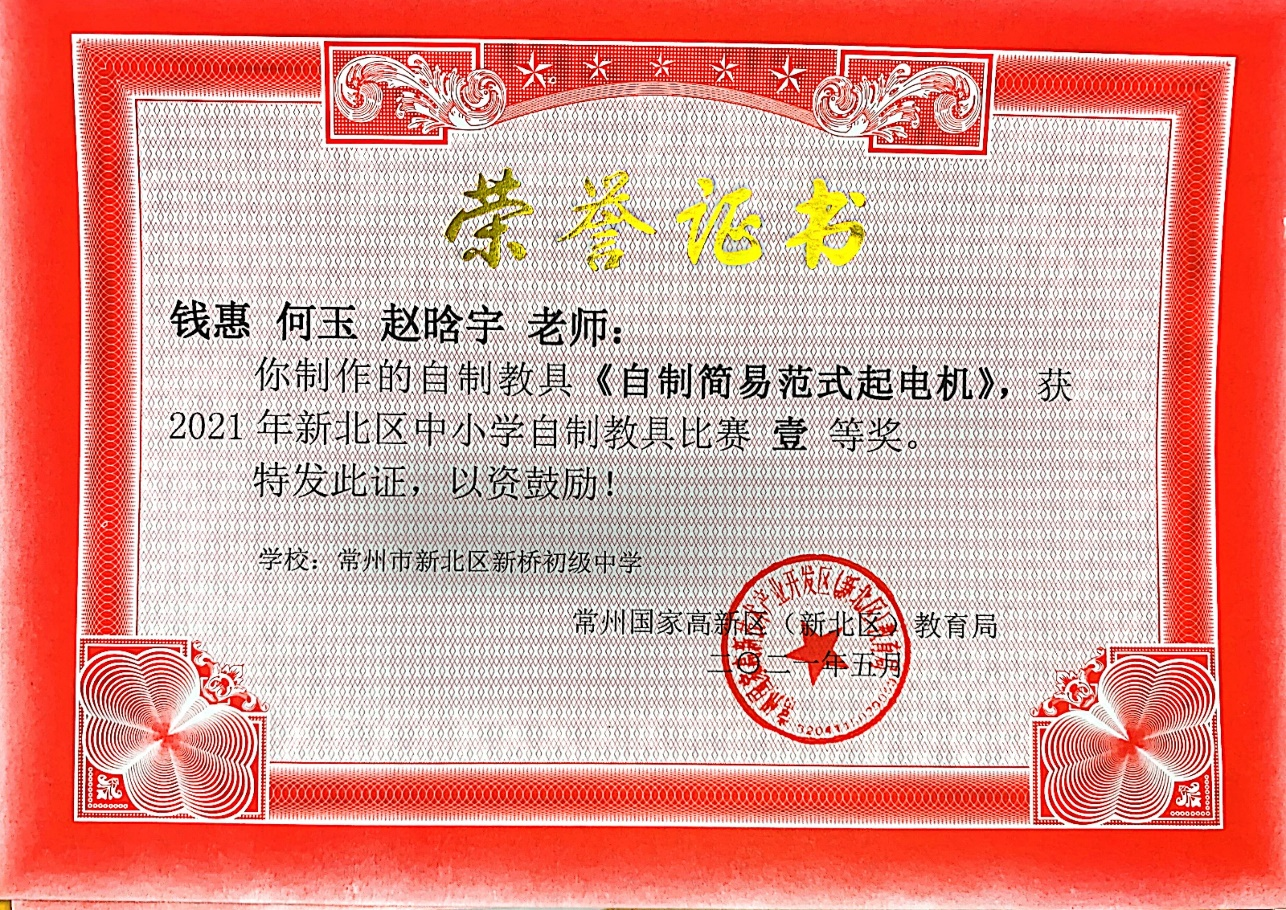 荣誉证书
钱惠 何玉 赵晗宇 老师：
你制作的自制教具《自制简易范式起电机》，获
2021年新北区中小学自制教具比赛 壹 等奖。
特发此证，以资鼓励！
学校：常州市新北区新桥初级中学
常州国家高新区（新北区）教育局
二〇二一年五月